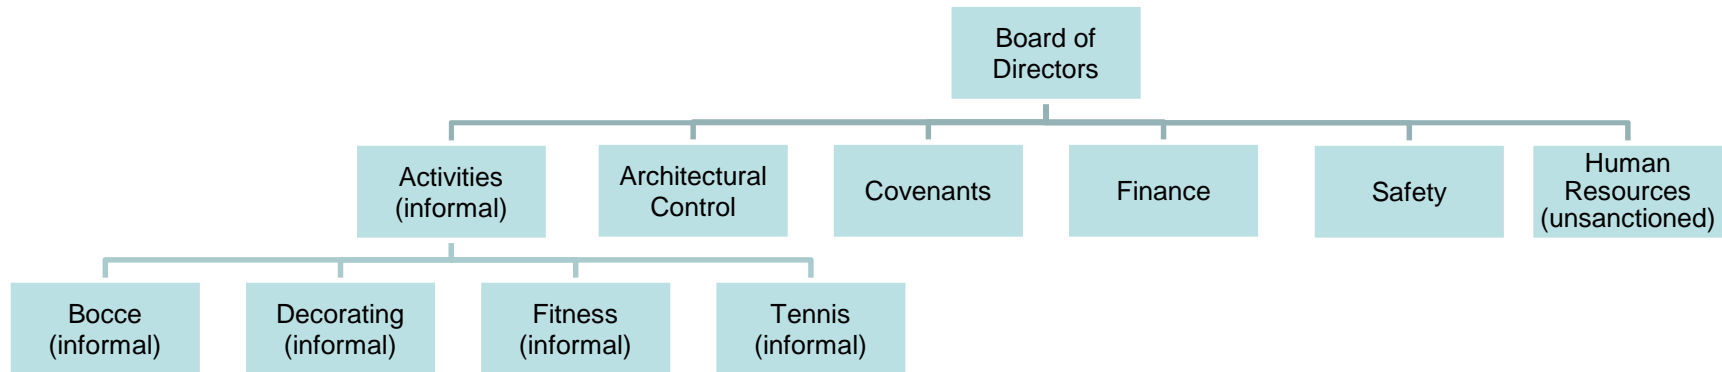 Board of
Directors
Activities
(informal)
Architectural
Control
Covenants
Finance
Safety
Human
Resources
(unsanctioned)
Bocce
(informal)
Decorating
(informal)
Fitness
(informal)
Tennis
(informal)